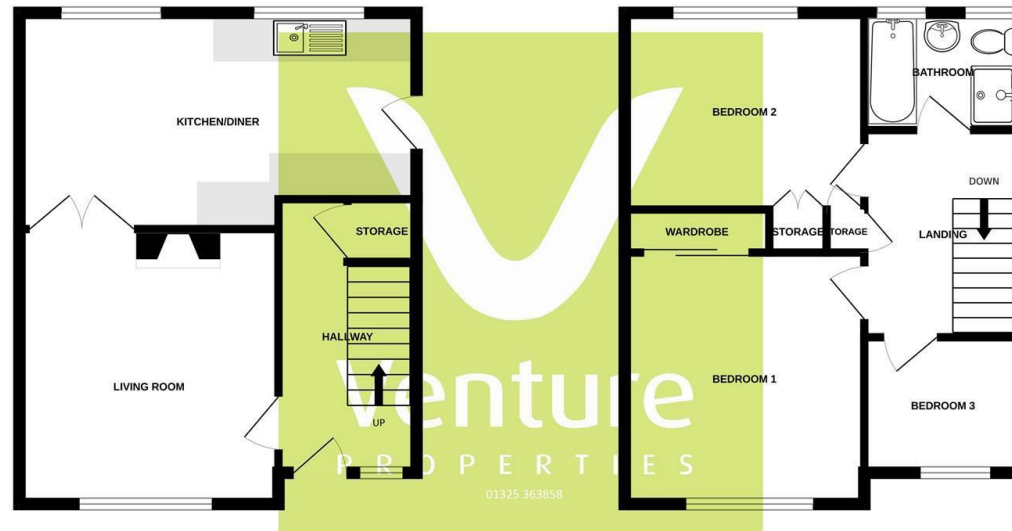 KITCHEN/DINER
STORAGE
HALLWAY
LIVING ROOM
UP
BEDROOM 2
BATHROOM
DOWN
WARDROBE
STORAGE
TORAGE
LANDING
BEDROOM 1
BEDROOM 3
Venture
PROPERTIES
01325 363858